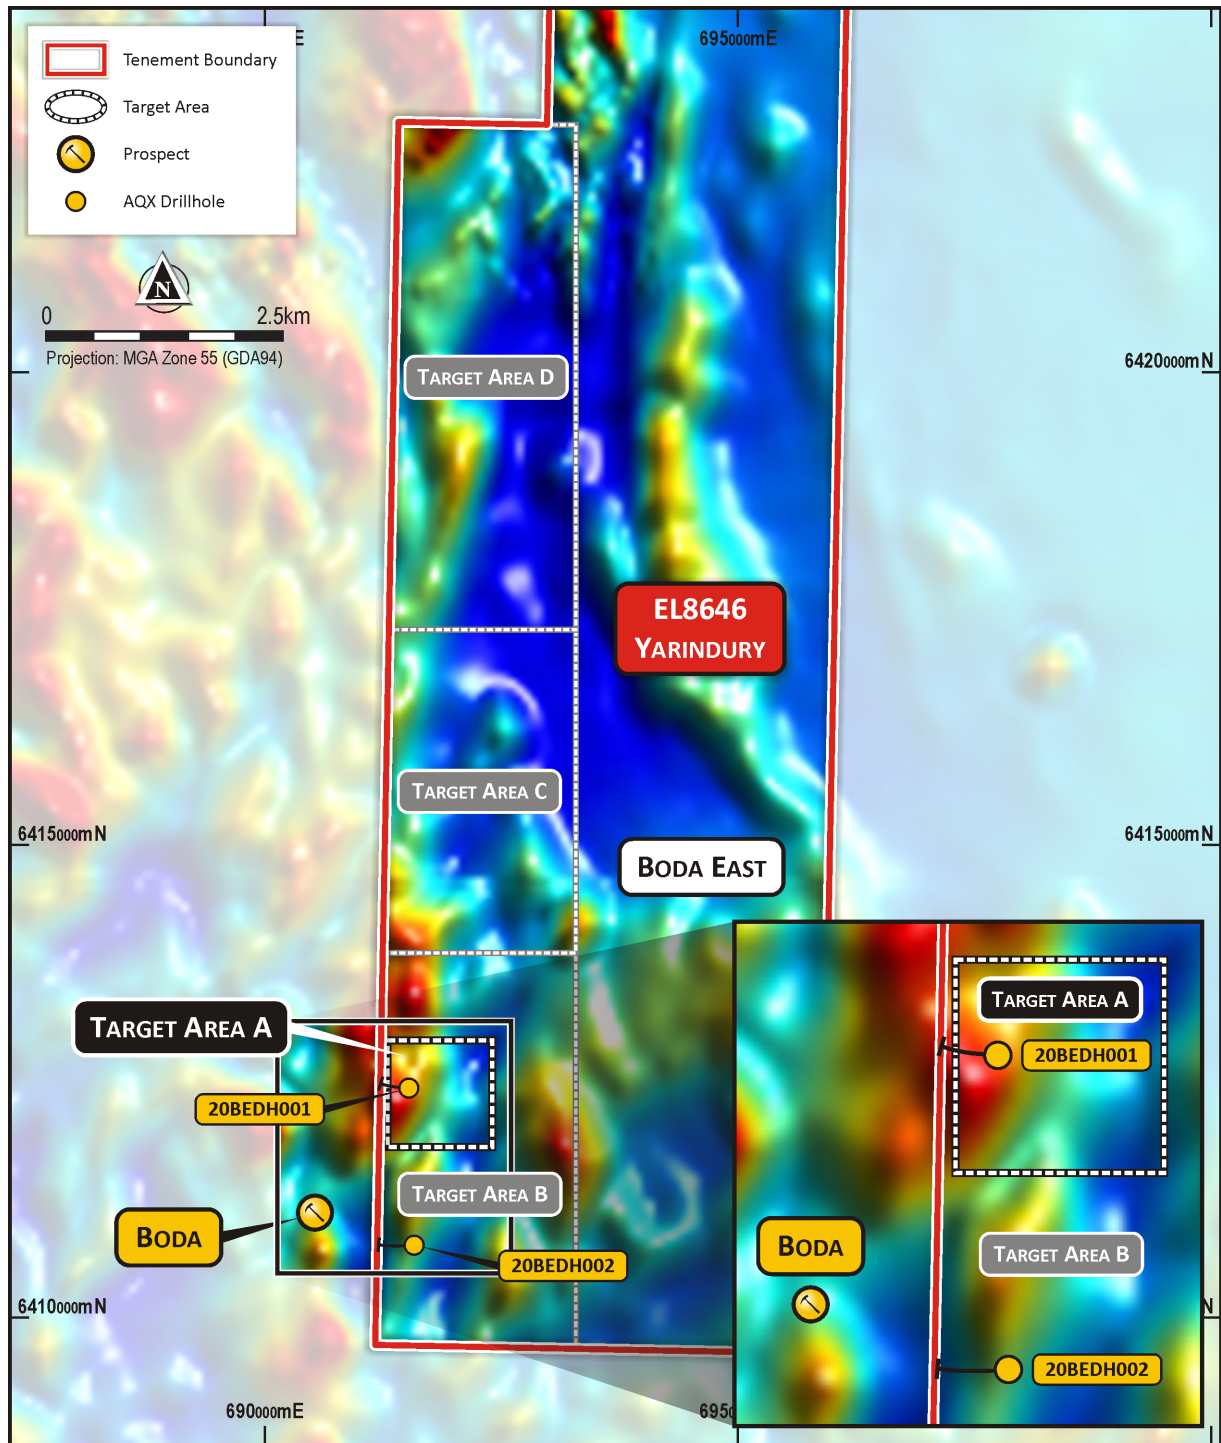 Tenement Boundary
Target Area
Prospect
AQX Drillhole
E
695000mE
N
0 2.5km
Projection: MGA Zone 55 (GDA94)
6420000mN
TARGET AREA D
EL8646
YARINDURY
TARGET AREA C
6415000mN
6415000mN
BODA EAST
TARGET AREA A
20BEDH001
TARGET AREA B
BODA
20BEDH002
6410000mN
690000mE
695
TARGET AREA A
20BEDH001
BODA
TARGET AREA B
20BEDH002
N